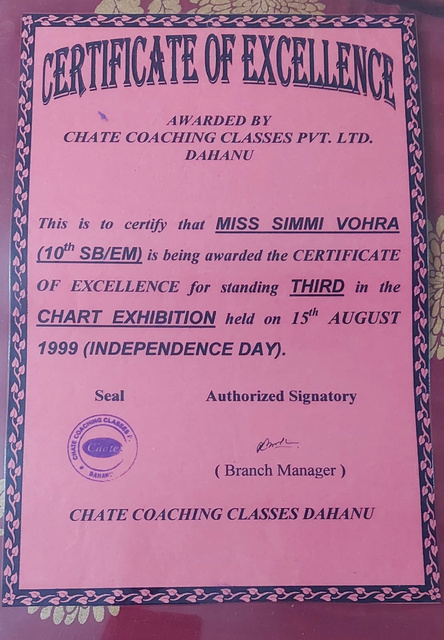 CERTIFICATE OF EXCELLENCE
AWARDED BY
CHATE COACHING CLASSES PVT. LTD.
DAHANU
This is to certify that MISS SIMMI VOHRA
(10th SB/EM) is being awarded the CERTIFICATE
OF EXCELLENCE for standing THIRD in the
CHART EXHIBITION held on 15th AUGUST
1999 (INDEPENDENCE DAY).
Seal Authorized Signatory
CHATE COACHING CLASSES
Chate
DAHANU
( Branch Manager )
CHATE COACHING CLASSES DAHANU